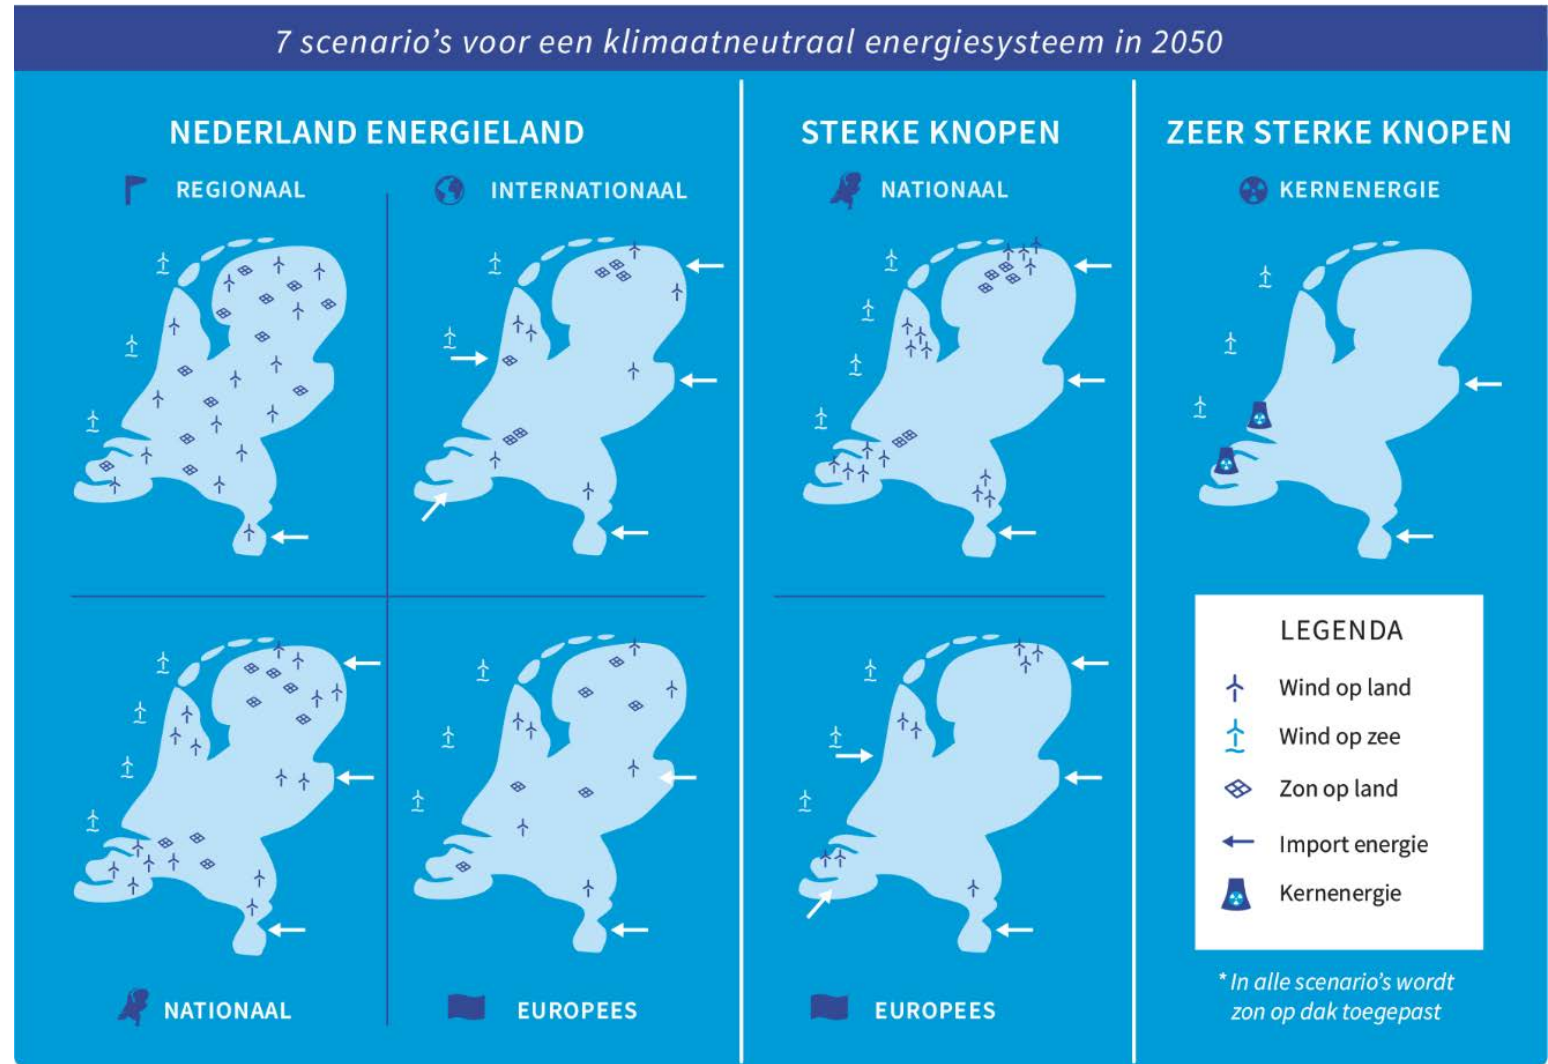 7 scenario's voor een klimaatneutraal energiesysteem in 2050
NEDERLAND ENERGIELAND
REGIONAAL
INTERNATIONAAL
NATIONAAL
EUROPEES
STERKE KNOPEN
NATIONAAL
EUROPEES
ZEER STERKE KNOPEN
KERNENERGIE
LEGENDA
Wind op land
Wind op zee
Zon op land
Import energie
Kernenergie
* In alle scenario's wordt
zon op dak toegepast